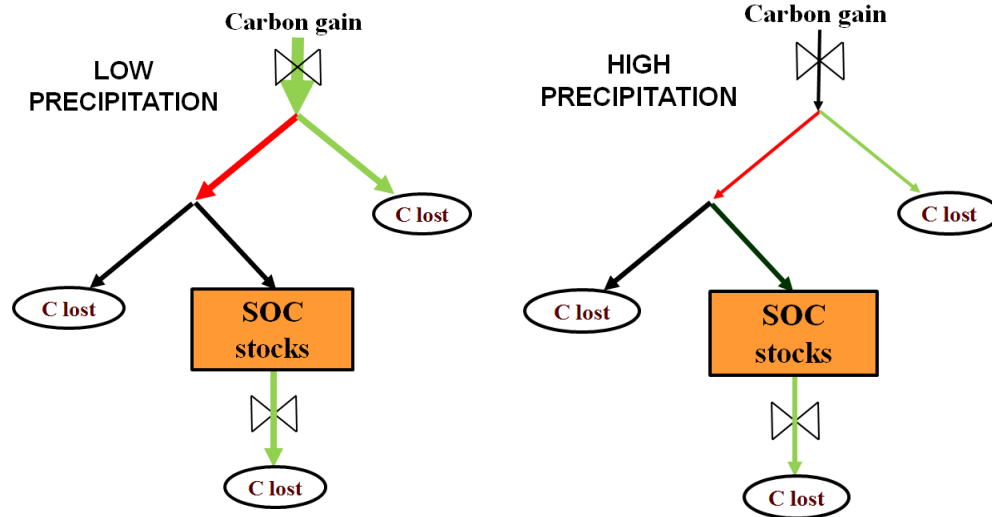 Carbon gain
LOW
PRECIPITATION
C lost
C lost
SOC
stocks
C lost
Carbon gain
HIGH
PRECIPITATION
C lost
C lost
SOC
stocks
C lost